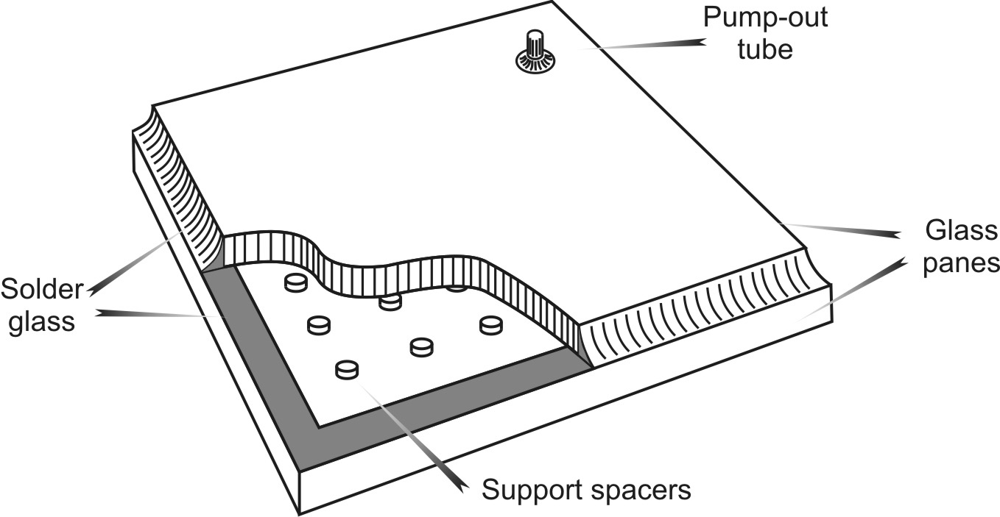 Pump-out
tube
Glass
panes
Solder
glass
Support spacers